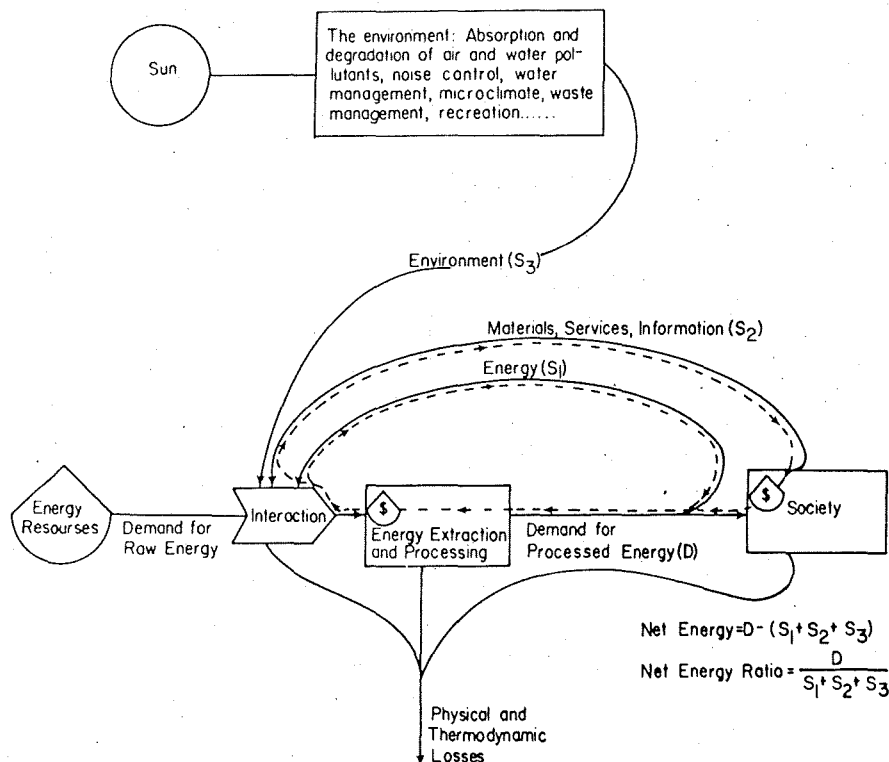 Sun
The environment: Absorption and
degradation of air and water pol-
lutants, noise control, water
management, microclimate, waste
management, recreation......
Environment (S3)
Materials, Services, Information (S2)
Energy (S1)
Energy
Resourses
Demand for
Raw Energy
Interaction
$
Energy Extraction
and Processing
Demand for
Processed Energy (D)
$
Society
Net Energy = D - (S1 + S2 + S3)
Net Energy Ratio = D
S1 + S2 + S3
Physical and
Thermodynamic
Losses